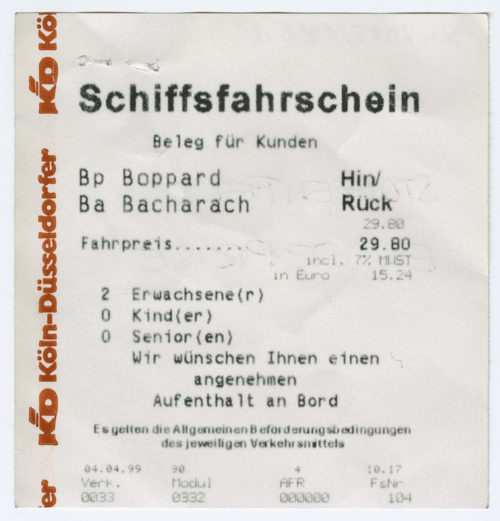 Schiffsfahrschein
Beleg für Kunden
Bp Boppard Hin/
Ba Bacharach Rück
29.80
Fahrpreis....... 29.80
incl. 7% MWST
in Euro 15.24
2 Erwachsene(r)
0 Kind(er)
0 Senior(en)
Wir wünschen Ihnen einen
angenehmen
Aufenthalt an Bord
Es gelten die Allgemeinen Beförderungsbedingungen
des jeweiligen Verkehrsmittels
04.04.99 90 4 10.17
Verk. Modul AFR FsNr
0033 0332 000000 104
KD Köl
KD Köln-Düsseldorfer
er